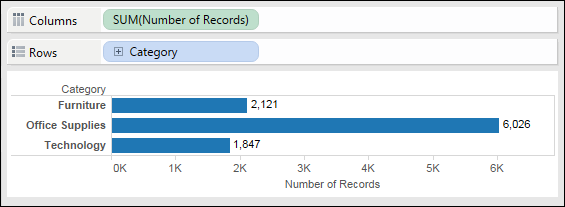 Columns SUM(Number of Records)
Rows Category
Category
Furniture 2,121
Office Supplies 6,026
Technology 1,847
0K 1K 2K 3K 4K 5K 6K
Number of Records